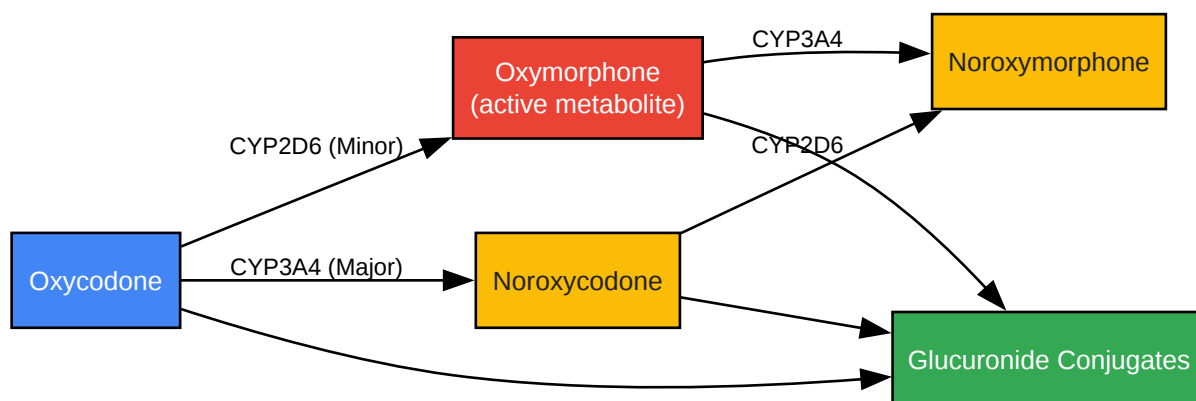 CYP3A4
Oxymorphone
(active metabolite)
Noroxymorphone
CYP2D6 (Minor)
CYP2D6
Oxycodone
CYP3A4 (Major)
Noroxycodone
Glucuronide Conjugates